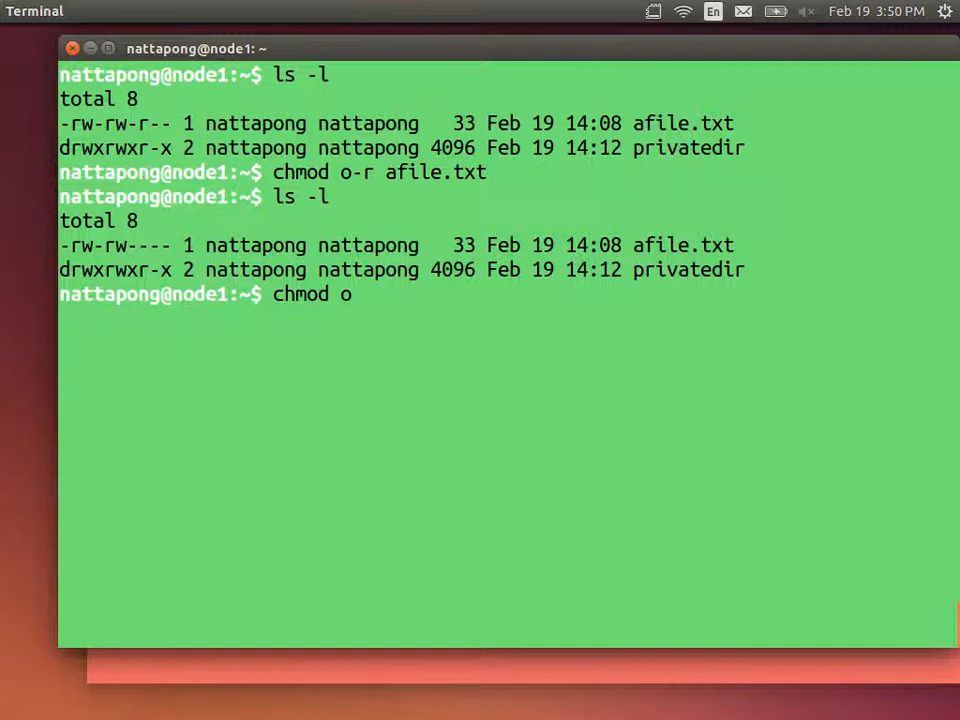 Terminal
En
Feb 19 3:50 PM
nattapong@node1: ~
nattapong@node1:~$ ls -l
total 8
-rw-rw-r-- 1 nattapong nattapong   33 Feb 19 14:08 afile.txt
drwxrwxr-x 2 nattapong nattapong 4096 Feb 19 14:12 privatedir
nattapong@node1:~$ chmod o-r afile.txt
nattapong@node1:~$ ls -l
total 8
-rw-rw---- 1 nattapong nattapong   33 Feb 19 14:08 afile.txt
drwxrwxr-x 2 nattapong nattapong 4096 Feb 19 14:12 privatedir
nattapong@node1:~$ chmod o